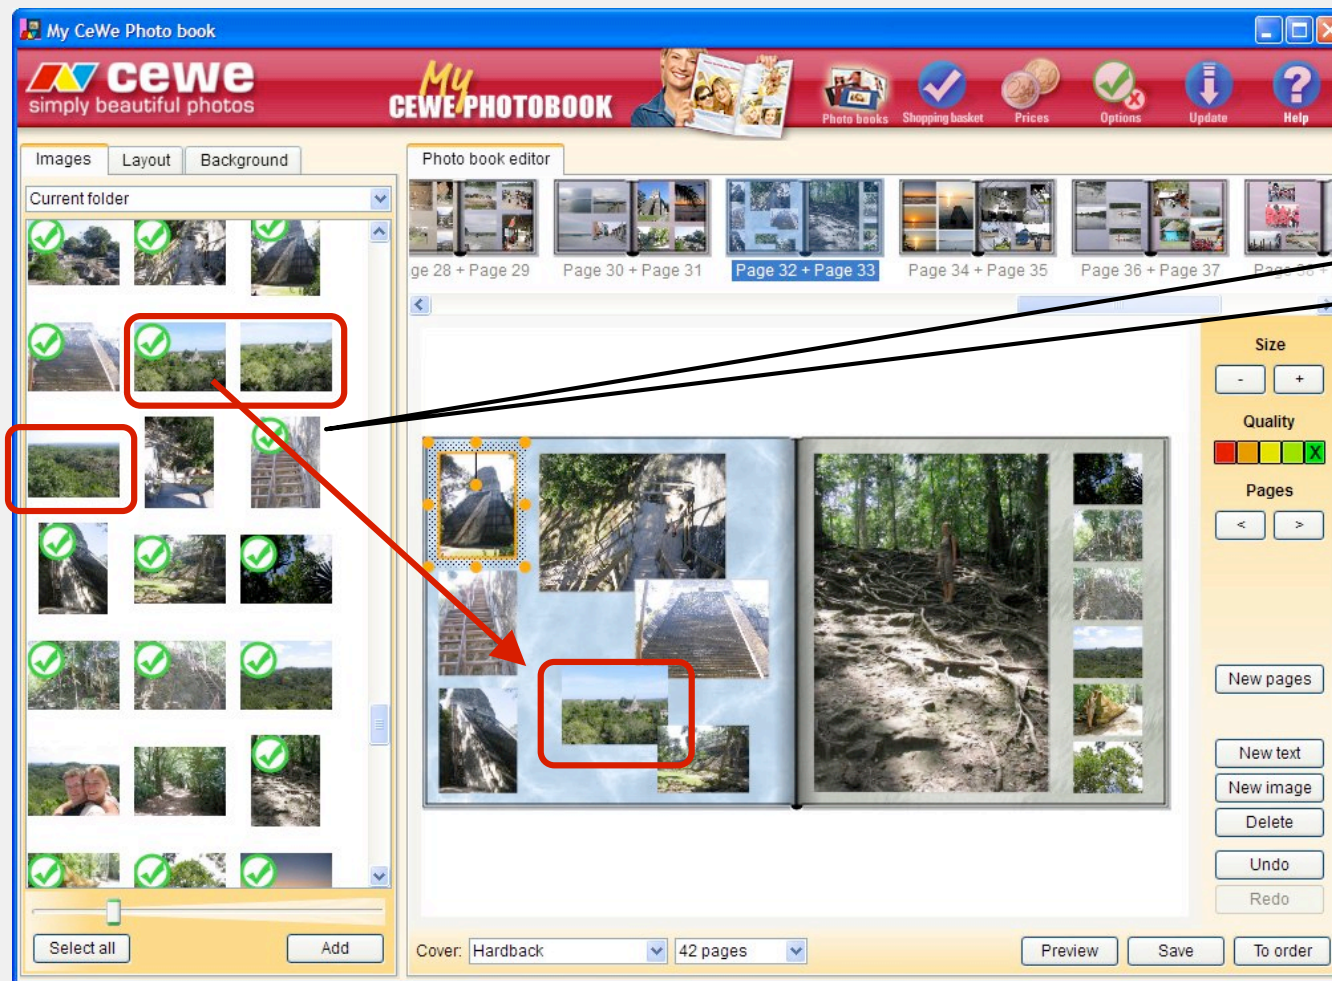 My CeWe Photo book
cewe
simply beautiful photos
My
CEWE PHOTOBOOK
Photo books
Shopping basket
Prices
Options
Update
Help
Images
Layout
Background
Photo book editor
Current folder
ge 28 + Page 29
Page 30 + Page 31
Page 32 + Page 33
Page 34 + Page 35
Page 36 + Page 37
Page 38 +
Size
-
+
Quality
X
Pages
<
>
New pages
New text
New image
Delete
Undo
Redo
Select all
Add
Cover:
Hardback
42 pages
Preview
Save
To order